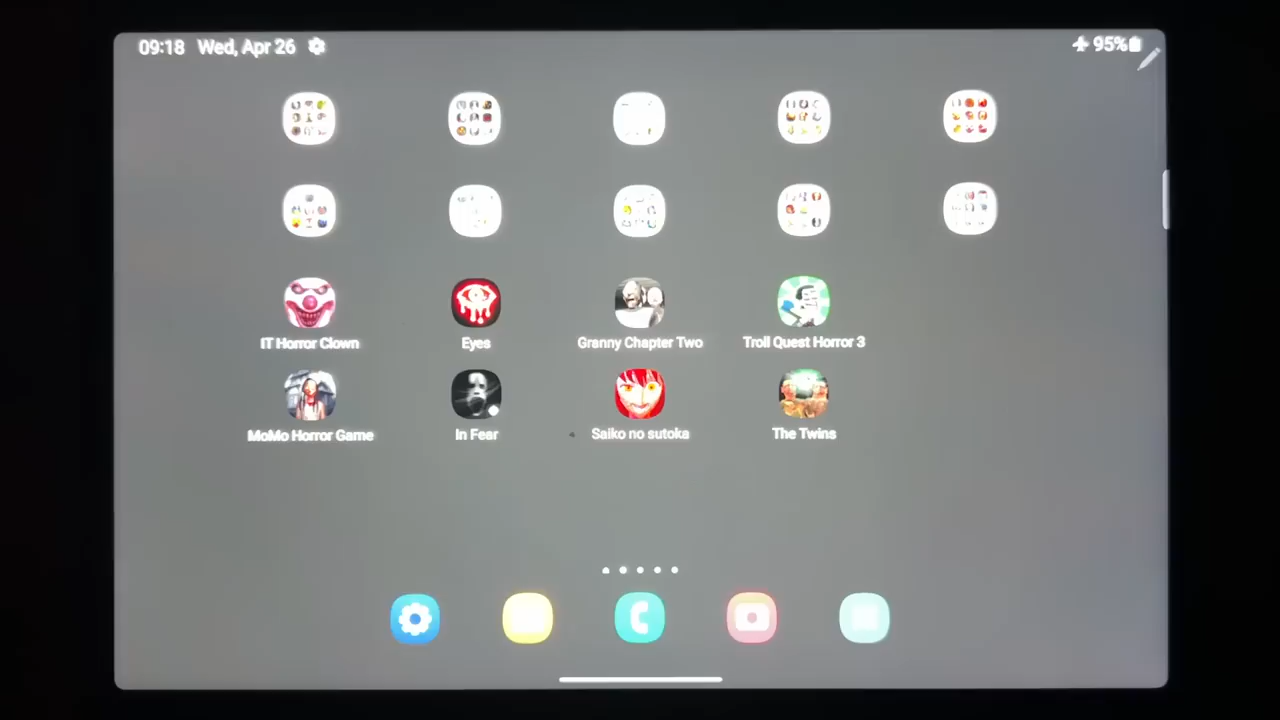 09:18 Wed, Apr 26
95%
IT Horror Clown
Eyes
Granny Chapter Two
Troll Quest Horror 3
MoMo Horror Game
In Fear
Saiko no sutoka
The Twins